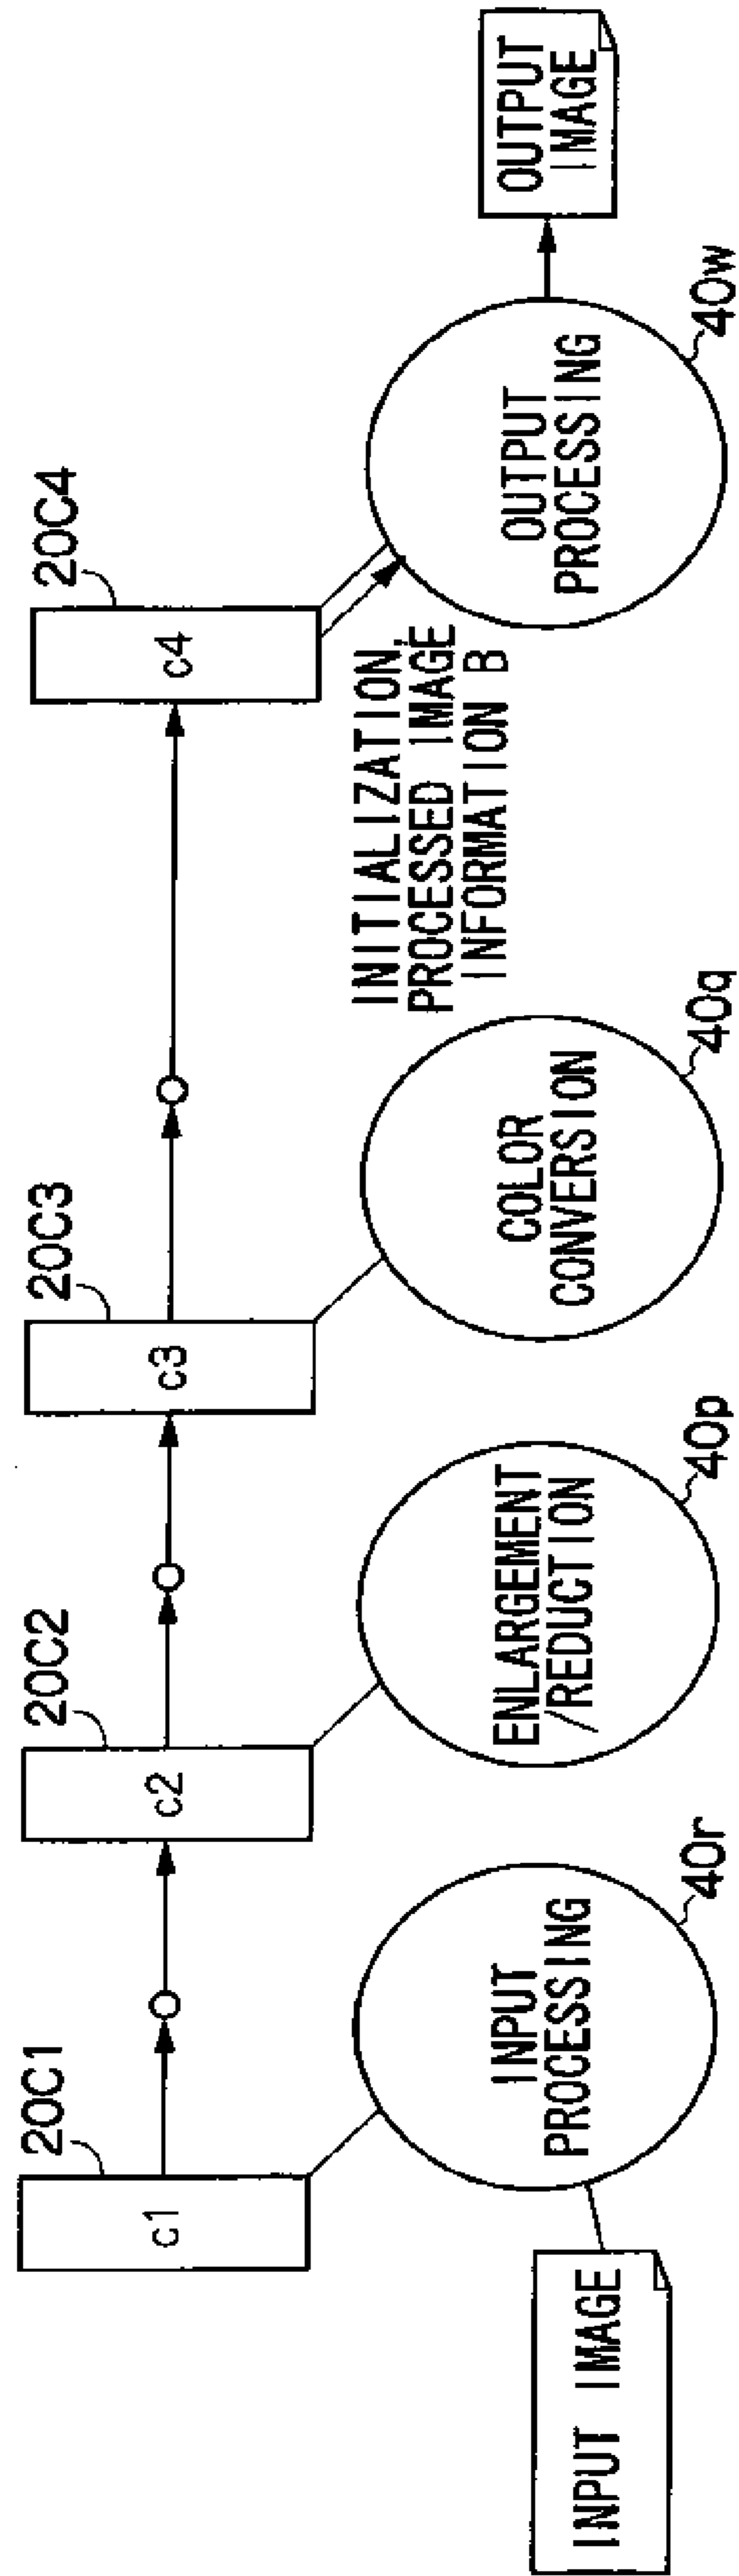 20C1
20C2
20C3
20C4
c1
c2
c3
c4
INITIALIZATION,
PROCESSED IMAGE
INFORMATION B
INPUT IMAGE
INPUT
PROCESSING
40r
ENLARGEMENT
/REDUCTION
40p
COLOR
CONVERSION
40q
OUTPUT
PROCESSING
40w
OUTPUT
IMAGE